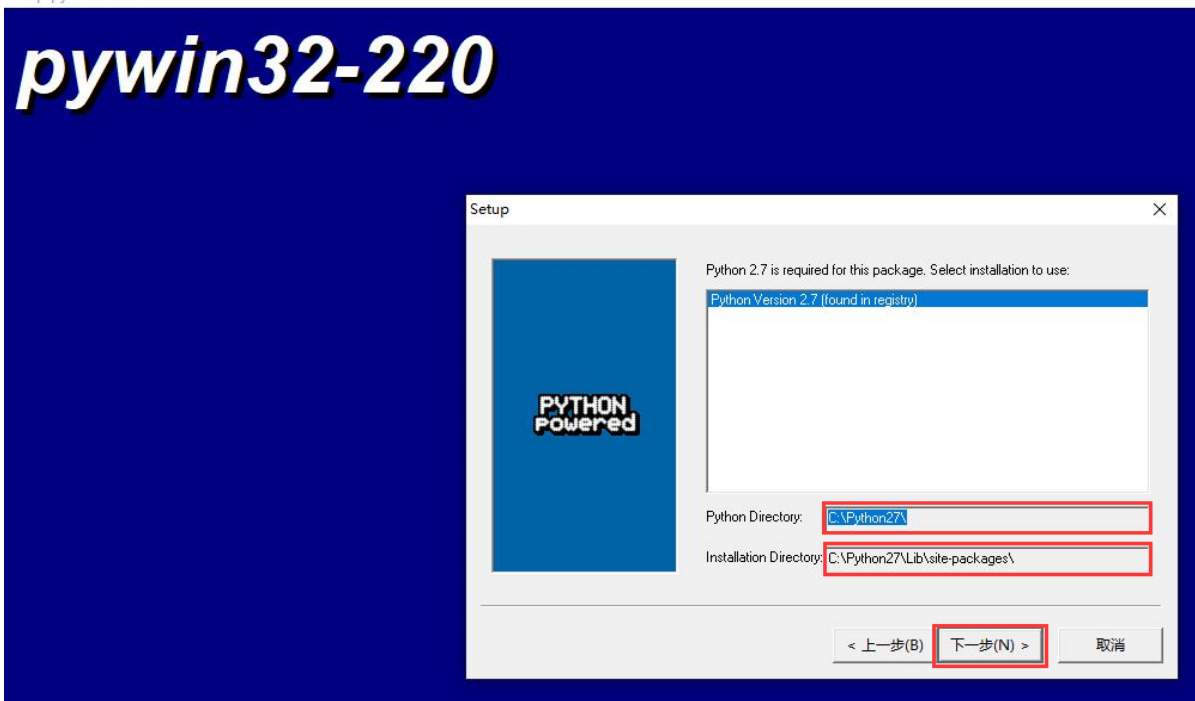 pywin32-220
Setup
Python 2.7 is required for this package. Select installation to use:
Python Version 2.7 (found in registry)
PYTHON
Powered
Python Directory: C:\Python27\
Installation Directory: C:\Python27\Lib\site-packages\
< 上一步(B) 下一步(N) > 取消